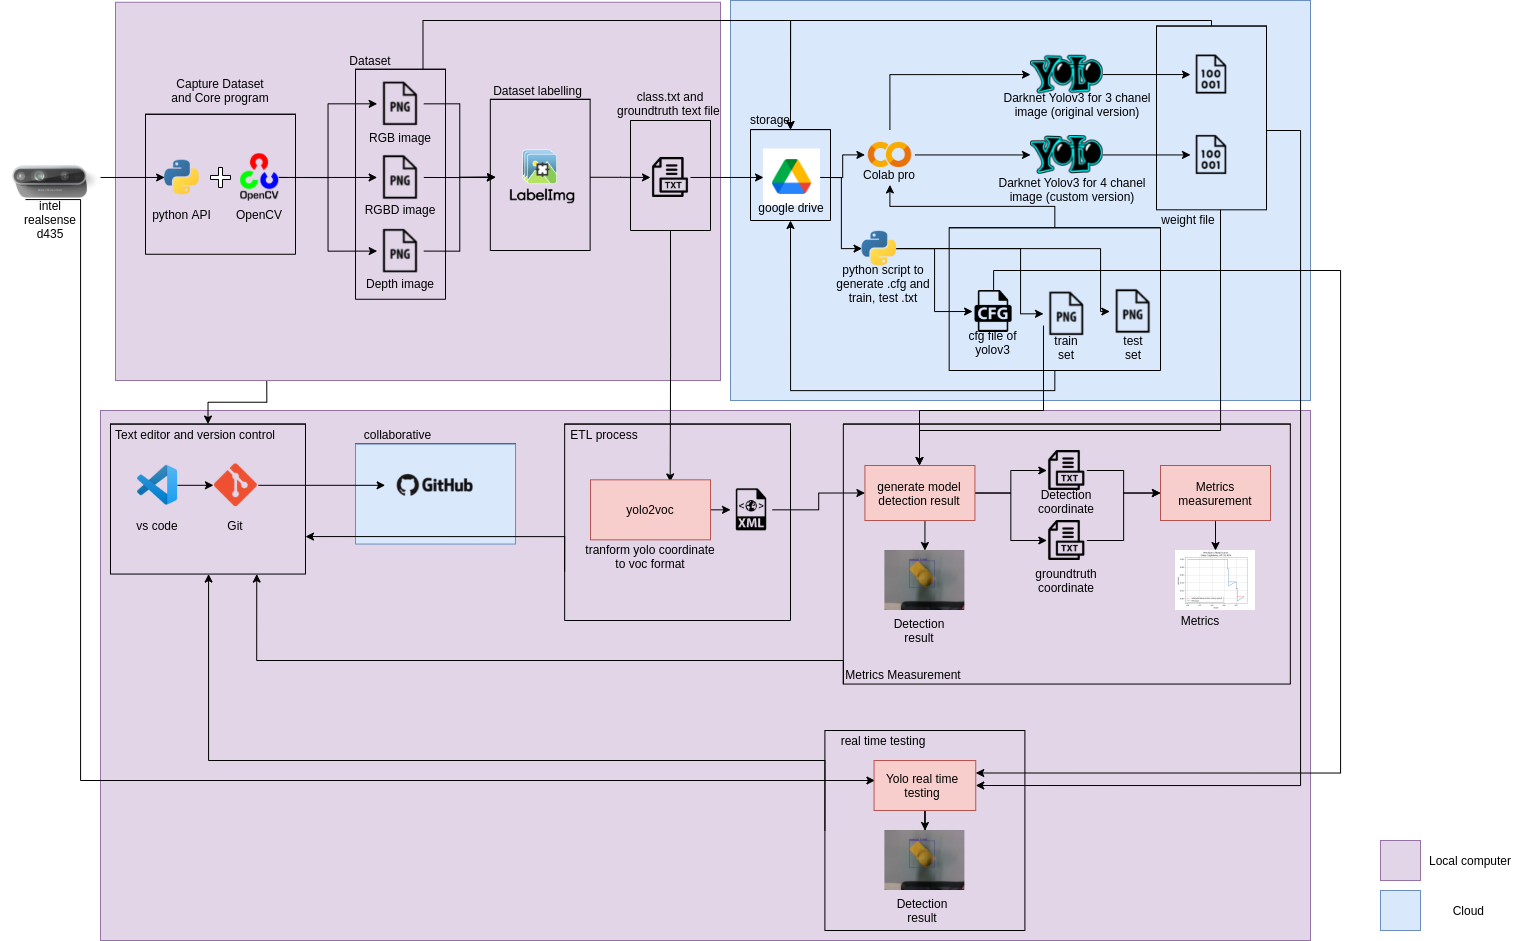 Capture Dataset
and Core program
python API
OpenCV
OpenCV
intel
realsense
d435
Dataset
PNG
RGB image
PNG
RGBD image
PNG
Depth image
Dataset labelling
LabelImg
class.txt and
groundtruth text file
TXT
storage
google drive
Colab pro
YOLO
Darknet Yolov3 for 3 chanel
image (original version)
YOLO
Darknet Yolov3 for 4 chanel
image (custom version)
100
001
100
001
weight file
python script to
generate .cfg and
train, test .txt
CFG
cfg file of
yolov3
PNG
train
set
PNG
test
set
Text editor and version control
vs code
Git
collaborative
GitHub
ETL process
yolo2voc
tranform yolo coordinate
to voc format
XML
generate model
detection result
Detection
result
TXT
Detection
coordinate
TXT
groundtruth
coordinate
Metrics
measurement
Metrics
Metrics Measurement
real time testing
Yolo real time
testing
Detection
result
Local computer
Cloud